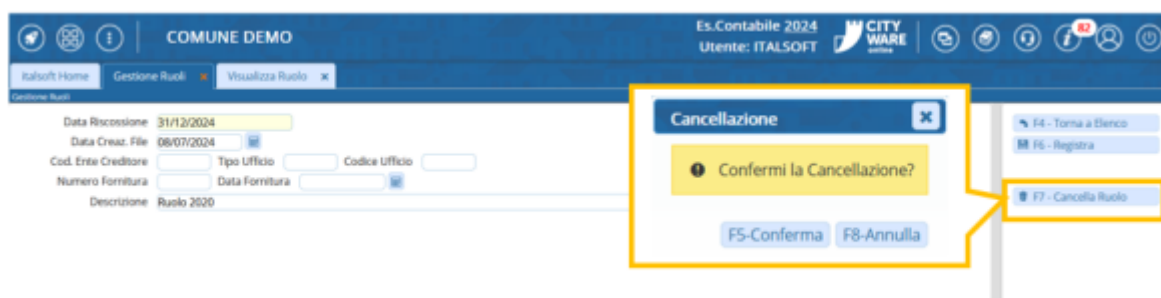 COMUNE DEMO
Es.Contabile 2024
Utente: ITALSOFT
CITY
WARE
online
82
italsoft Home
Gestione Ruoli
Visualizza Ruolo
Gestione Ruoli
Data Riscossione 31/12/2024
Data Creaz. File 08/07/2024
Cod. Ente Creditore Tipo Ufficio Codice Ufficio
Numero Fornitura Data Fornitura
Descrizione Ruolo 2020
Cancellazione
Confermi la Cancellazione?
F5-Conferma F8-Annulla
F4 - Torna a Elenco
F6 - Registra
F7 - Cancella Ruolo